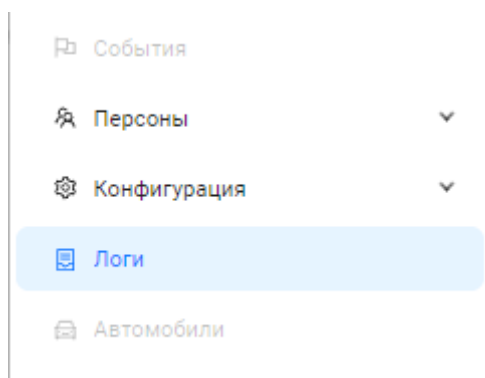 События
Персоны
Конфигурация
Логи
Автомобили